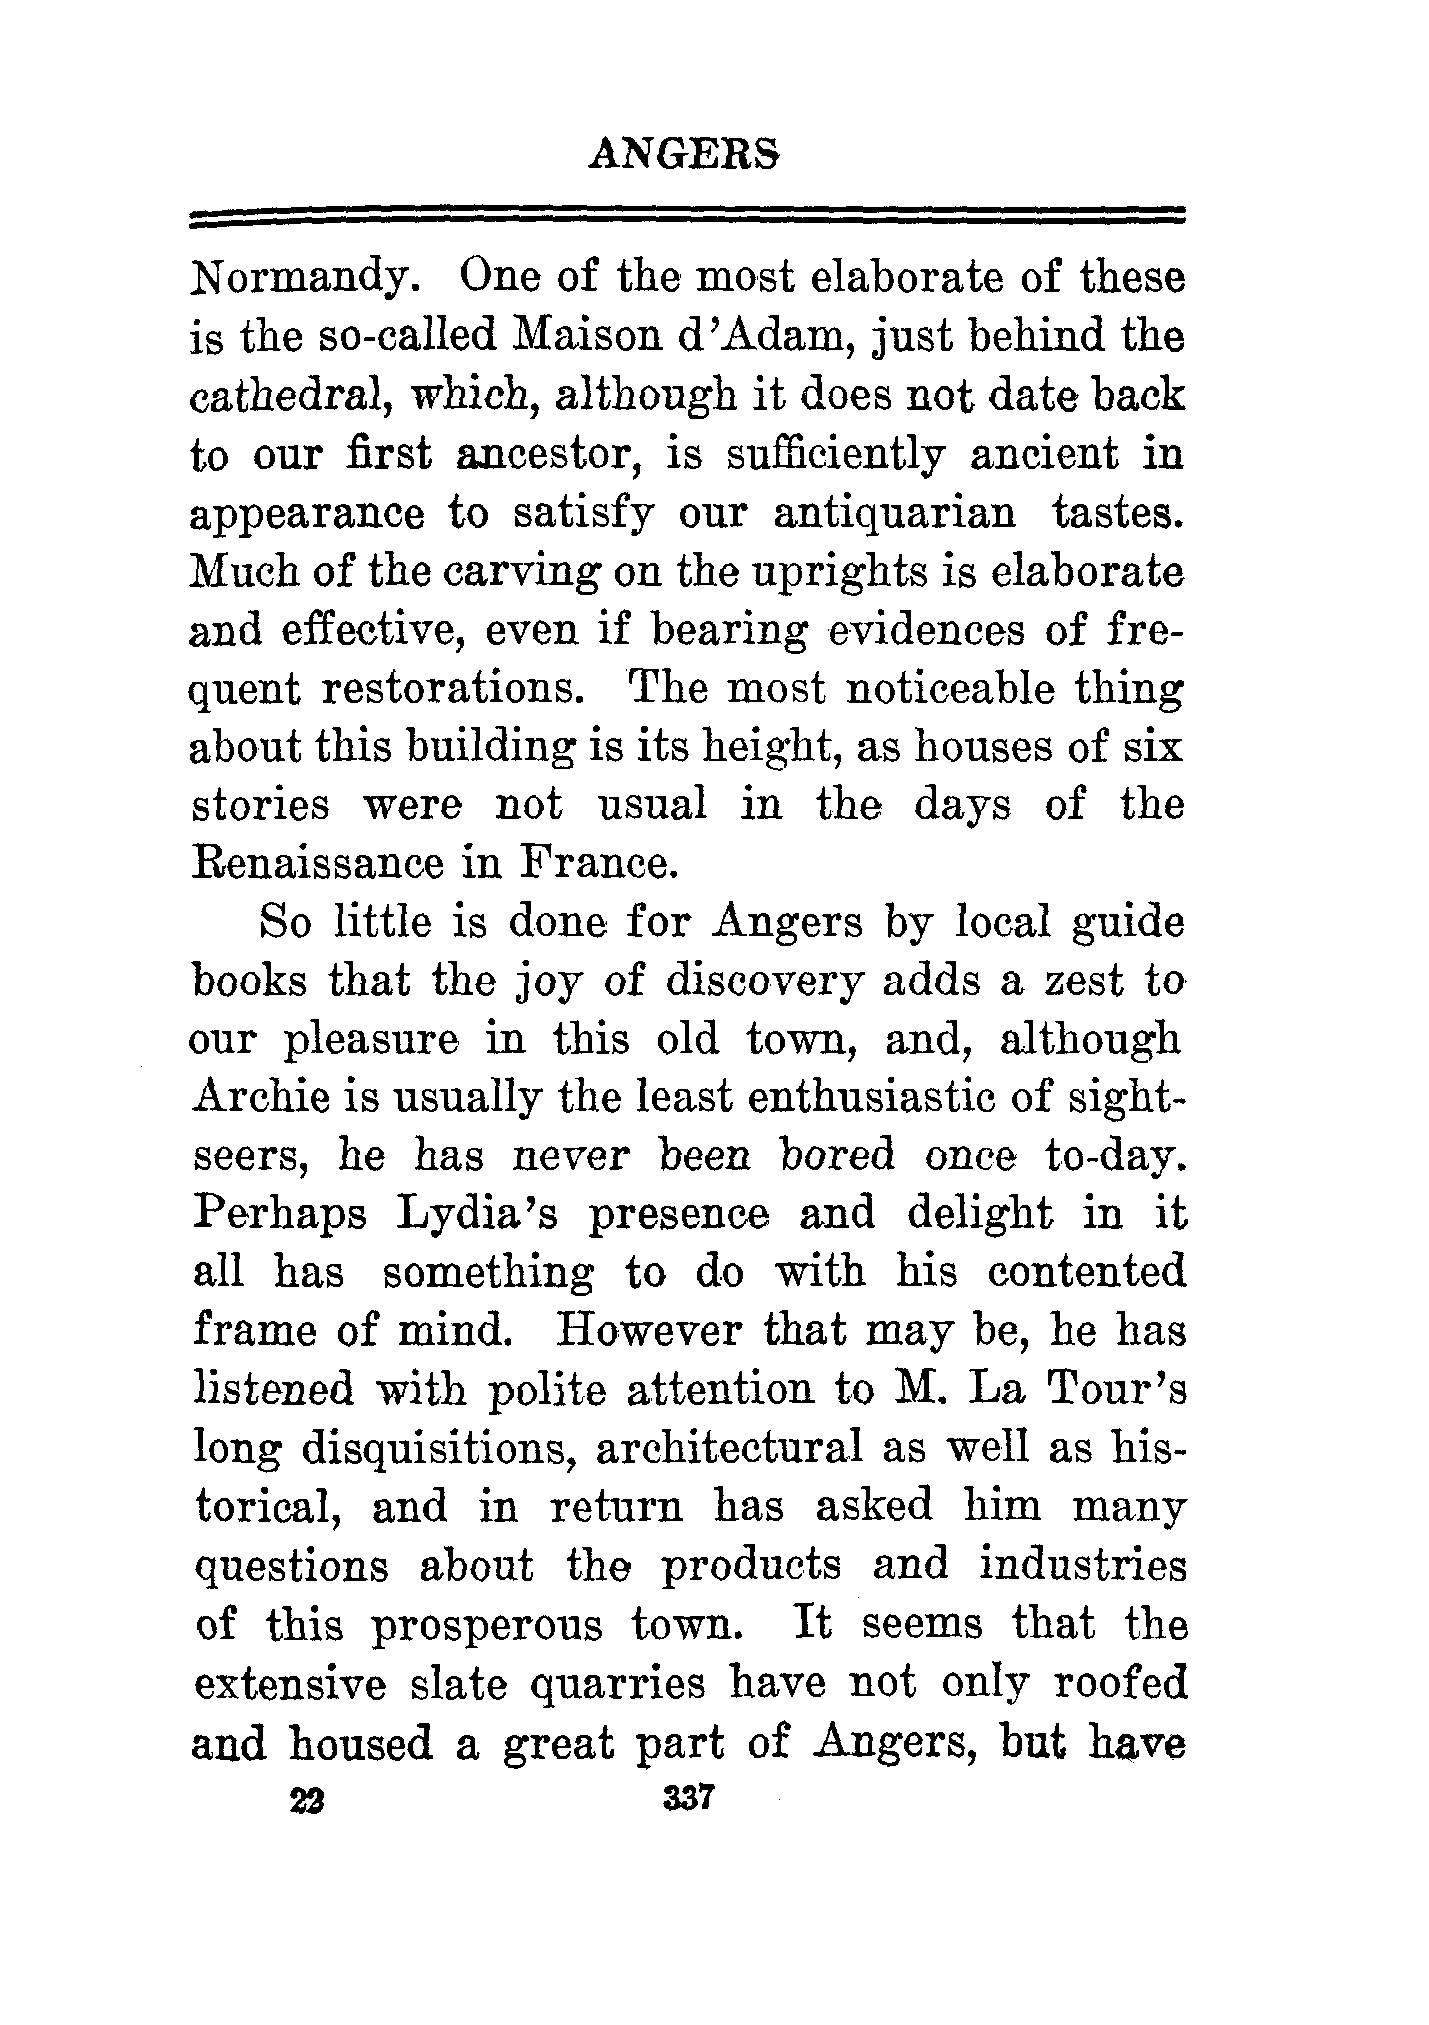 ANGERS
Normandy. One of the most elaborate of these
is the so-called Maison d'Adam, just behind the
cathedral, which, although it does not date back
to our first ancestor, is sufficiently ancient in
appearance to satisfy our antiquarian tastes.
Much of the carving on the uprights is elaborate
and effective, even if bearing evidences of fre-
quent restorations. The most noticeable thing
about this building is its height, as houses of six
stories were not usual in the days of the
Renaissance in France.
So little is done for Angers by local guide
books that the joy of discovery adds a zest to
our pleasure in this old town, and, although
Archie is usually the least enthusiastic of sight-
seers, he has never been bored once to-day.
Perhaps Lydia's presence and delight in it
all has something to do with his contented
frame of mind. However that may be, he has
listened with polite attention to M. La Tour's
long disquisitions, architectural as well as his-
torical, and in return has asked him many
questions about the products and industries
of this prosperous town. It seems that the
extensive slate quarries have not only roofed
and housed a great part of Angers, but have
22 337